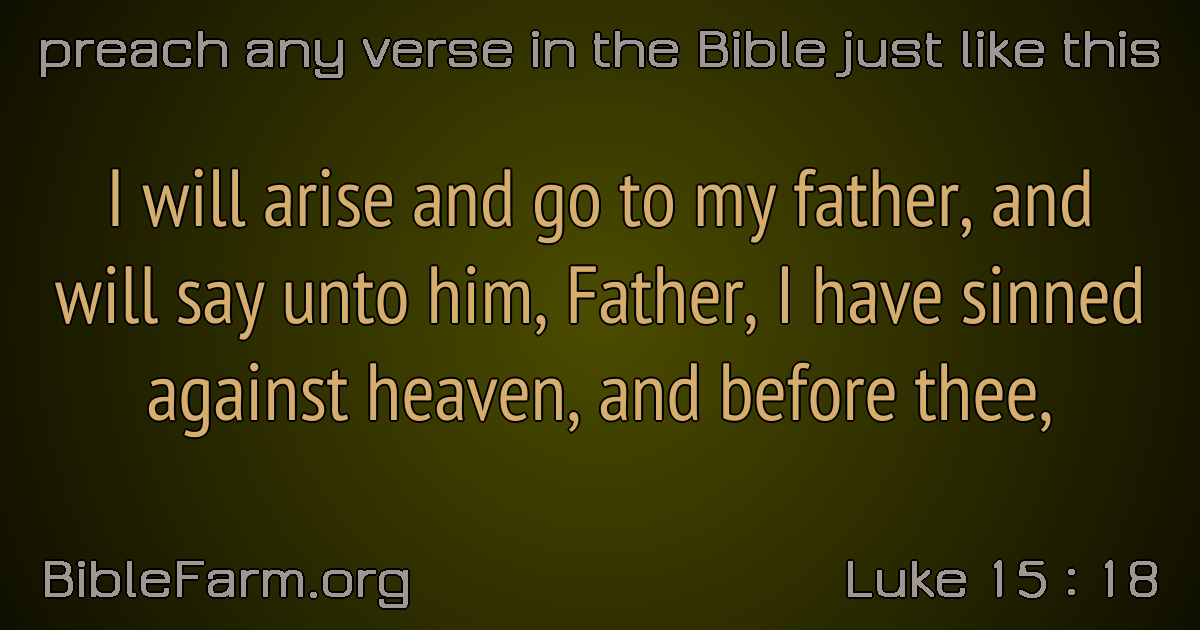 preach any verse in the Bible just like this
I will arise and go to my father, and
will say unto him, Father, I have sinned
against heaven, and before thee,
BibleFarm.org
Luke 15 : 18